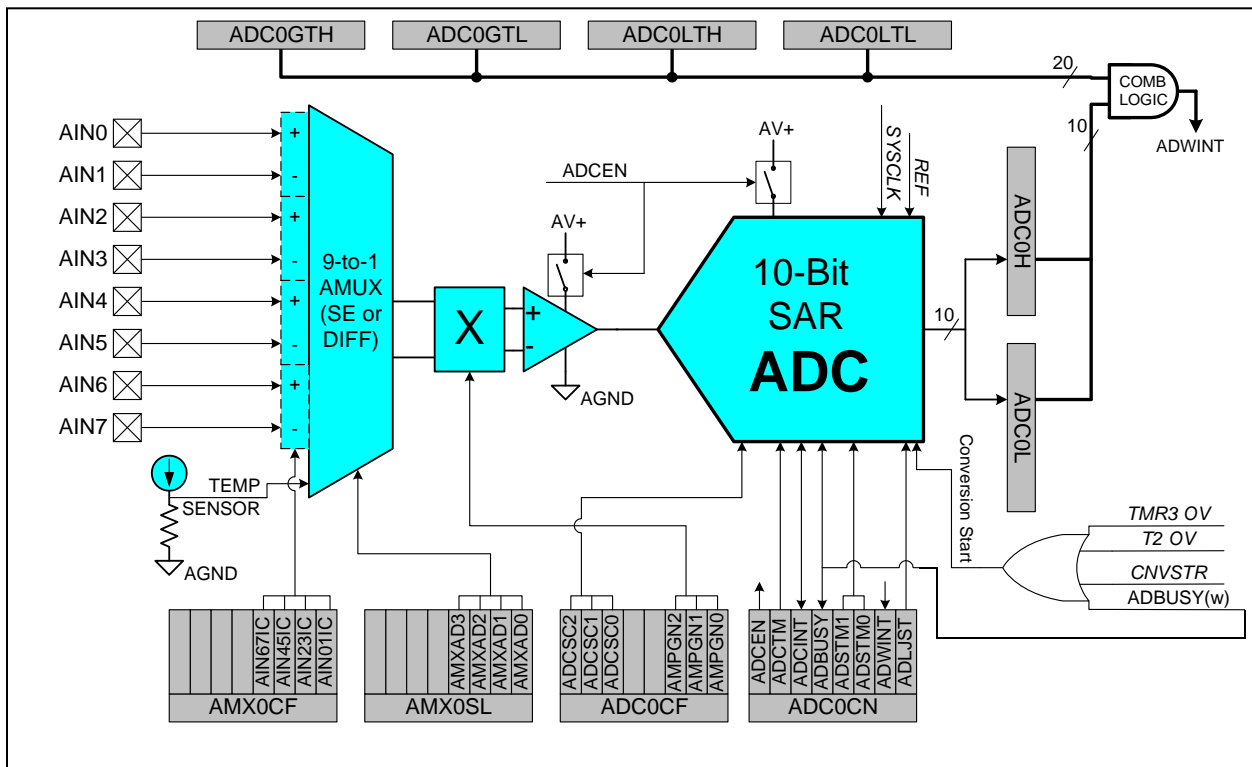 ADC0GTH
ADC0GTL
ADC0LTH
ADC0LTL
20
COMB
LOGIC
10
ADWINT
AIN0
AIN1
AIN2
AIN3
AIN4
AIN5
AIN6
AIN7
+
-
+
-
+
-
+
-
9-to-1
AMUX
(SE or
DIFF)
TEMP
SENSOR
AGND
X
+
-
AV+
AGND
ADCEN
AV+
SYSCLK
REF
10-Bit
SAR
ADC
10
ADC0H
ADC0L
Conversion Start
TMR3 OV
T2 OV
CNVSTR
ADBUSY(w)
AIN67IC
AIN45IC
AIN23IC
AIN01IC
AMX0CF
AMXAD3
AMXAD2
AMXAD1
AMXAD0
AMX0SL
ADCSC2
ADCSC1
ADCSC0
AMPGN2
AMPGN1
AMPGN0
ADC0CF
ADCEN
ADCTM
ADCINT
ADBUSY
ADSTM1
ADSTM0
ADWINT
ADLJST
ADC0CN